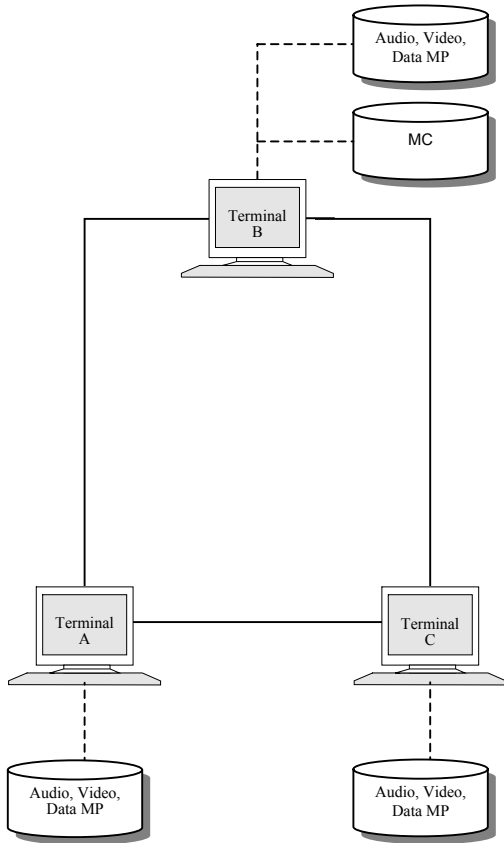 Audio, Video,
Data MP
MC
Terminal
B
Terminal
A
Terminal
C
Audio, Video,
Data MP
Audio, Video,
Data MP